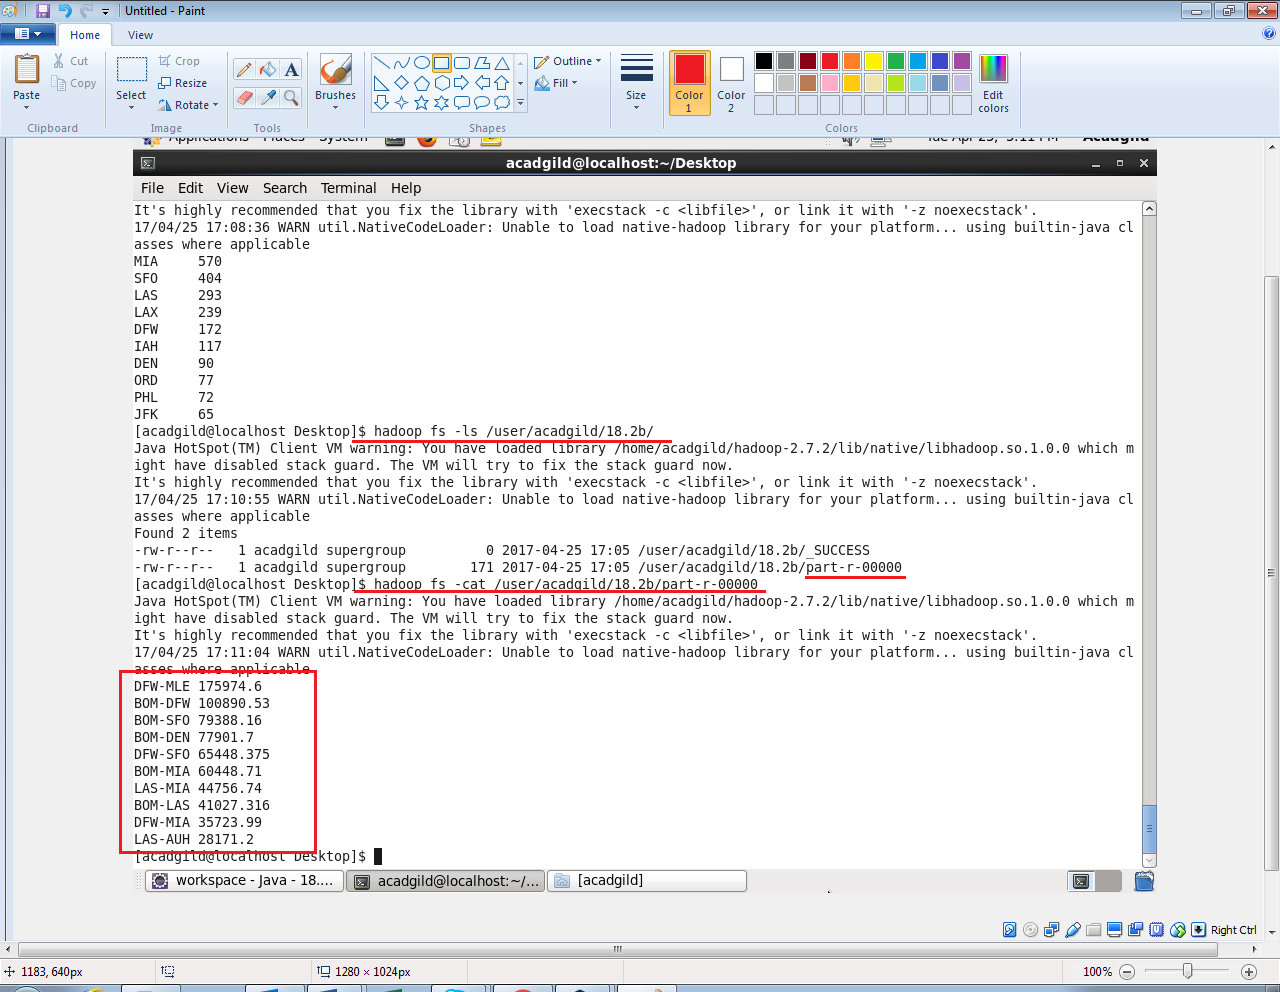 Untitled - Paint
Home
View
Paste
Cut
Copy
Clipboard
Select
Crop
Resize
Rotate
Image
Tools
Brushes
Shapes
Outline
Fill
Size
Color 1
Color 2
Edit colors
Colors
Applications Places System
Tue Apr 25, 5:11 PM Acadgild
acadgild@localhost:~/Desktop
File Edit View Search Terminal Help
It's highly recommended that you fix the library with 'execstack -c <libfile>', or link it with '-z noexecstack'.
17/04/25 17:08:36 WARN util.NativeCodeLoader: Unable to load native-hadoop library for your platform... using builtin-java cl
asses where applicable
MIA 570
SFO 404
LAS 293
LAX 239
DFW 172
IAH 117
DEN 90
ORD 77
PHL 72
JFK 65
[acadgild@localhost Desktop]$ hadoop fs -ls /user/acadgild/18.2b/
Java HotSpot(TM) Client VM warning: You have loaded library /home/acadgild/hadoop-2.7.2/lib/native/libhadoop.so.1.0.0 which m
ight have disabled stack guard. The VM will try to fix the stack guard now.
It's highly recommended that you fix the library with 'execstack -c <libfile>', or link it with '-z noexecstack'.
17/04/25 17:10:55 WARN util.NativeCodeLoader: Unable to load native-hadoop library for your platform... using builtin-java cl
asses where applicable
Found 2 items
-rw-r--r-- 1 acadgild supergroup 0 2017-04-25 17:05 /user/acadgild/18.2b/_SUCCESS
-rw-r--r-- 1 acadgild supergroup 171 2017-04-25 17:05 /user/acadgild/18.2b/part-r-00000
[acadgild@localhost Desktop]$ hadoop fs -cat /user/acadgild/18.2b/part-r-00000
Java HotSpot(TM) Client VM warning: You have loaded library /home/acadgild/hadoop-2.7.2/lib/native/libhadoop.so.1.0.0 which m
ight have disabled stack guard. The VM will try to fix the stack guard now.
It's highly recommended that you fix the library with 'execstack -c <libfile>', or link it with '-z noexecstack'.
17/04/25 17:11:04 WARN util.NativeCodeLoader: Unable to load native-hadoop library for your platform... using builtin-java cl
asses where applicable
DFW-MLE 175974.6
BOM-DFW 100890.53
BOM-SFO 79388.16
BOM-DEN 77901.7
DFW-SFO 65448.375
BOM-MIA 60448.71
LAS-MIA 44756.74
BOM-LAS 41027.316
DFW-MIA 35723.99
LAS-AUH 28171.2
[acadgild@localhost Desktop]$
workspace - Java - 18....
acadgild@localhost:~/...
[acadgild]
Right Ctrl
1183, 640px
1280 × 1024px
100%